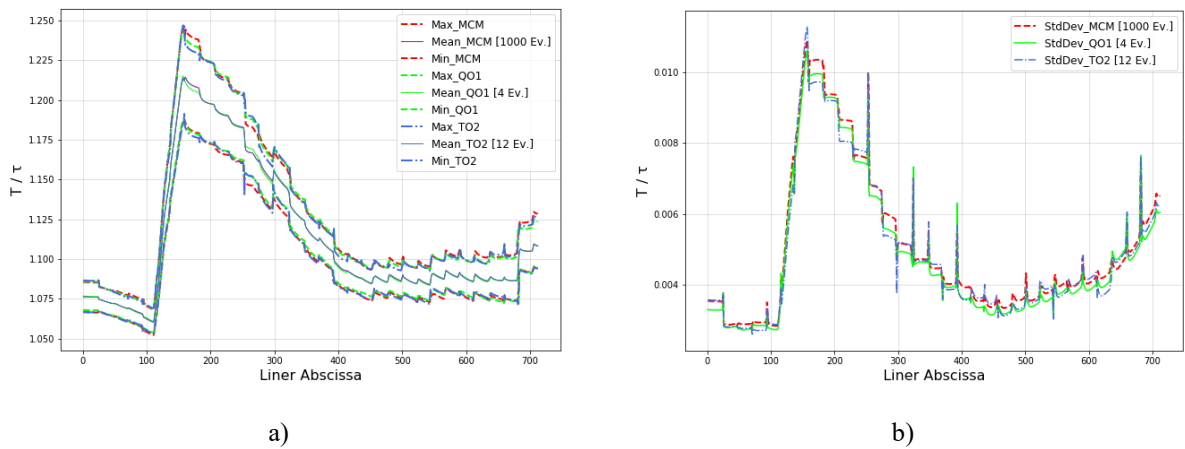 1.250
1.225
1.200
1.175
1.150
1.125
1.100
1.075
1.050
T / τ
Max_MCM
Mean_MCM [1000 Ev.]
Min_MCM
Max_QO1
Mean_QO1 [4 Ev.]
Min_QO1
Max_TO2
Mean_TO2 [12 Ev.]
Min_TO2
0 100 200 300 400 500 600 700
Liner Abscissa
a)
0.010
0.008
0.006
0.004
T / τ
StdDev_MCM [1000 Ev.]
StdDev_QO1 [4 Ev.]
StdDev_TO2 [12 Ev.]
0 100 200 300 400 500 600 700
Liner Abscissa
b)